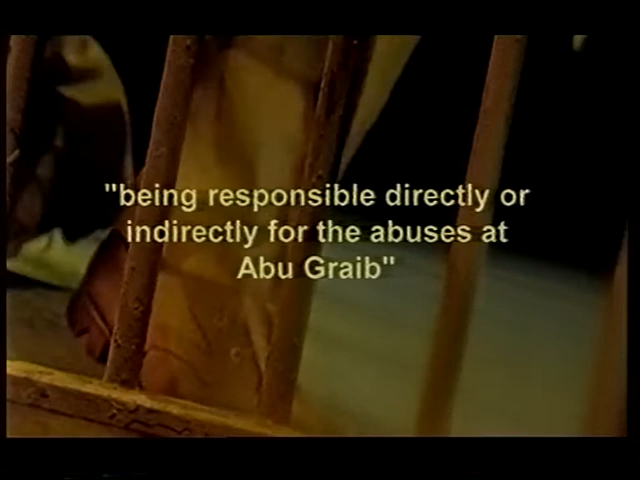 "being responsible directly or
indirectly for the abuses at
Abu Graib"